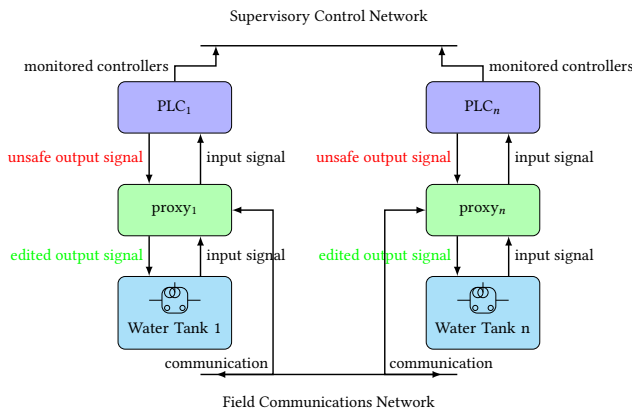 Supervisory Control Network
monitored controllers
monitored controllers
PLC₁
PLCₙ
unsafe output signal
input signal
unsafe output signal
input signal
proxy₁
proxyₙ
edited output signal
input signal
edited output signal
input signal
Water Tank 1
Water Tank n
communication
communication
Field Communications Network